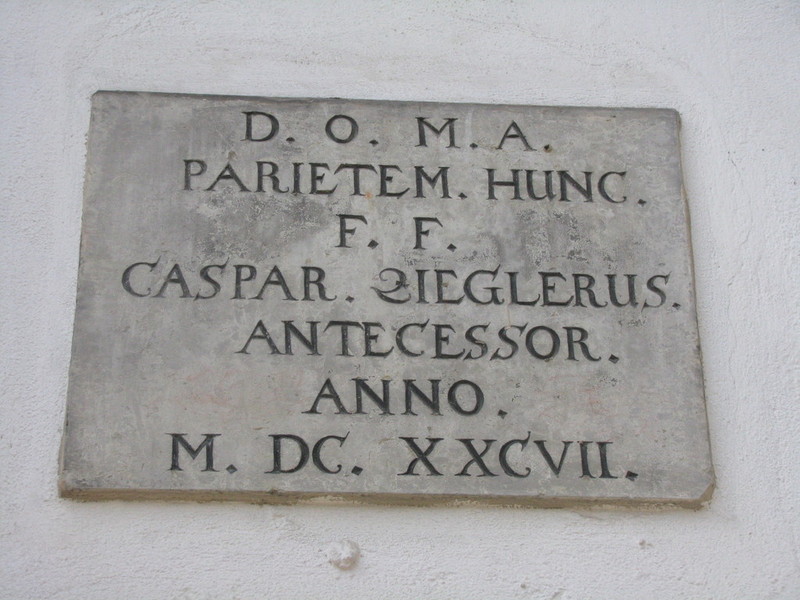 D. O. M. A.
PARIETEM. HUNC.
F. F.
CASPAR. ZIEGLERUS.
ANTECESSOR.
ANNO.
M. DC. XXCVII.